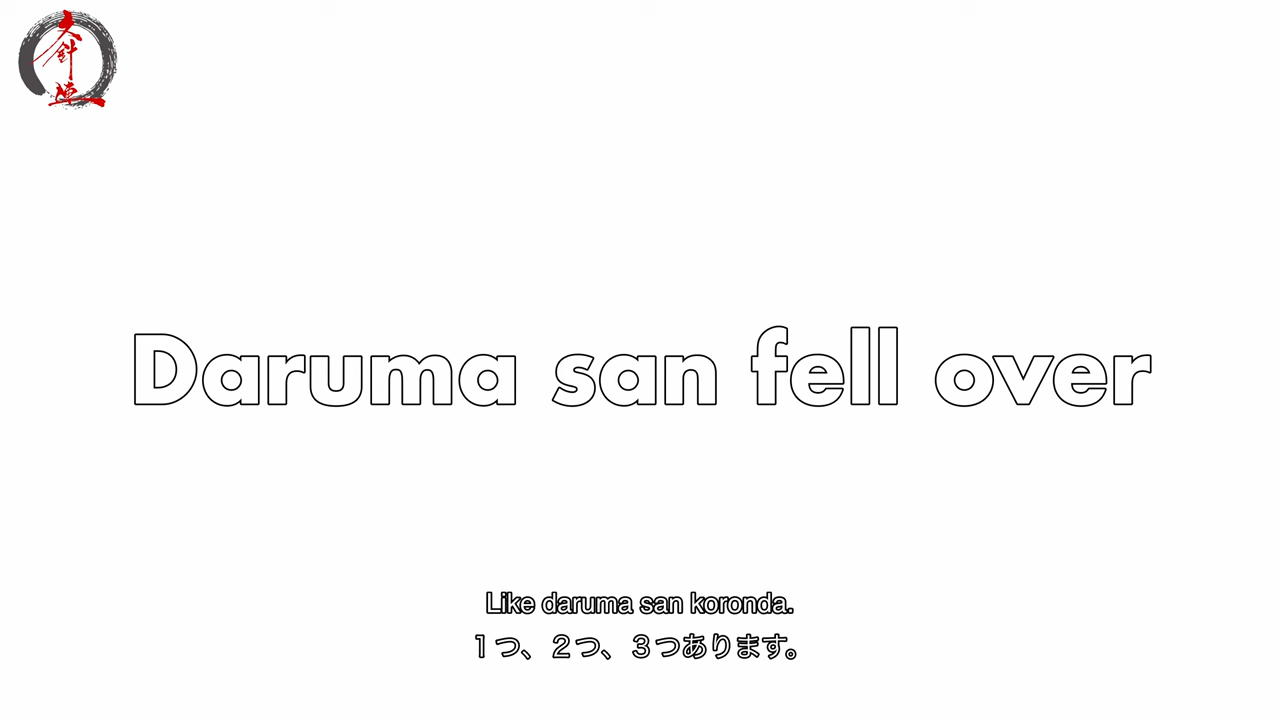 Daruma san fell over
Like daruma san koronda.
１つ、２つ、３つあります。